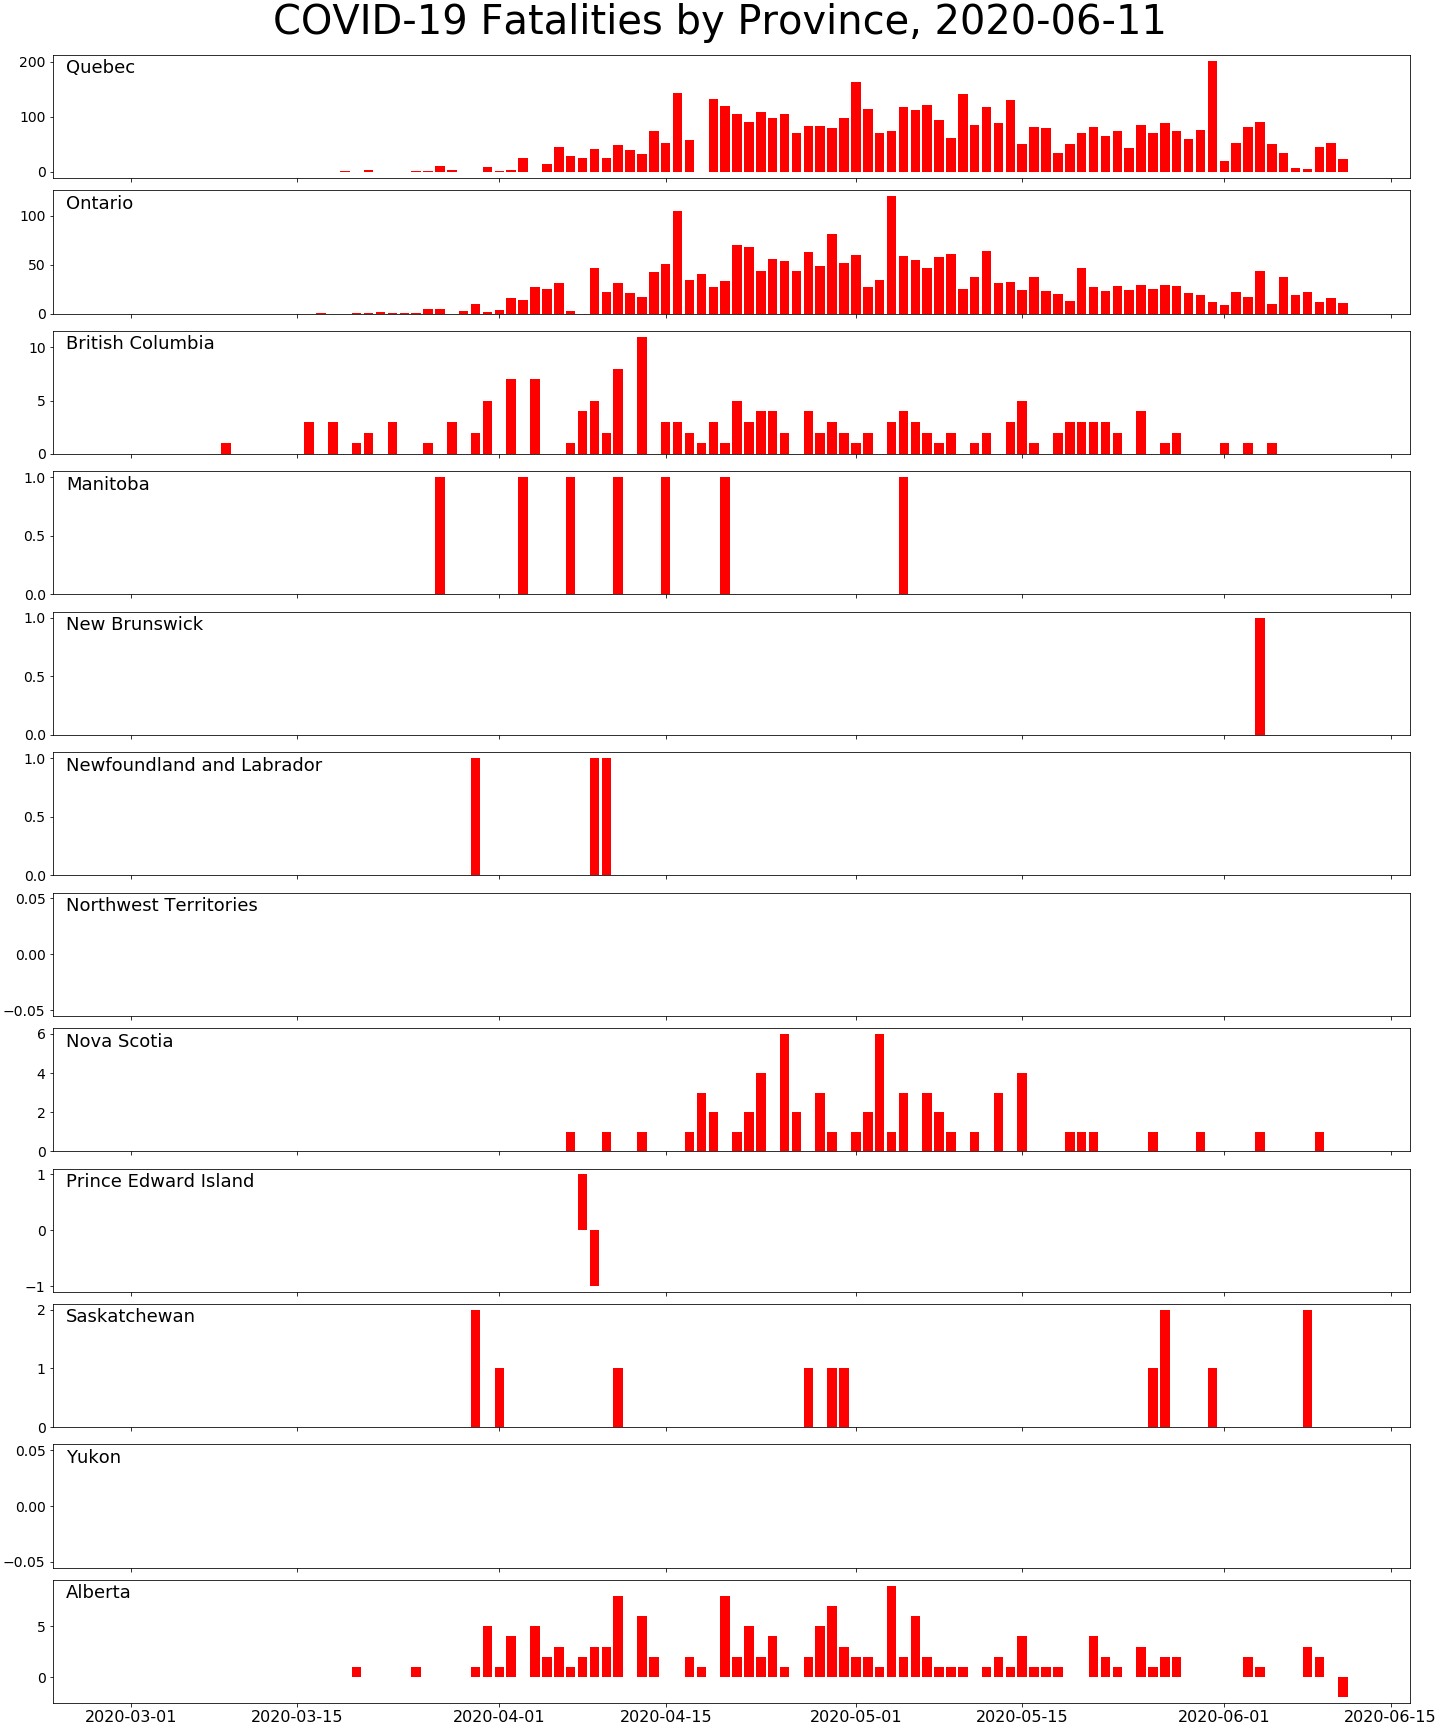 COVID-19 Fatalities by Province, 2020-06-11
Quebec
200
100
0
Ontario
100
50
0
British Columbia
10
5
0
Manitoba
1.0
0.5
0.0
New Brunswick
1.0
0.5
0.0
Newfoundland and Labrador
1.0
0.5
0.0
Northwest Territories
0.05
0.00
−0.05
Nova Scotia
6
4
2
0
Prince Edward Island
1
0
−1
Saskatchewan
2
1
0
Yukon
0.05
0.00
−0.05
Alberta
5
0
2020-03-01 2020-03-15 2020-04-01 2020-04-15 2020-05-01 2020-05-15 2020-06-01 2020-06-15